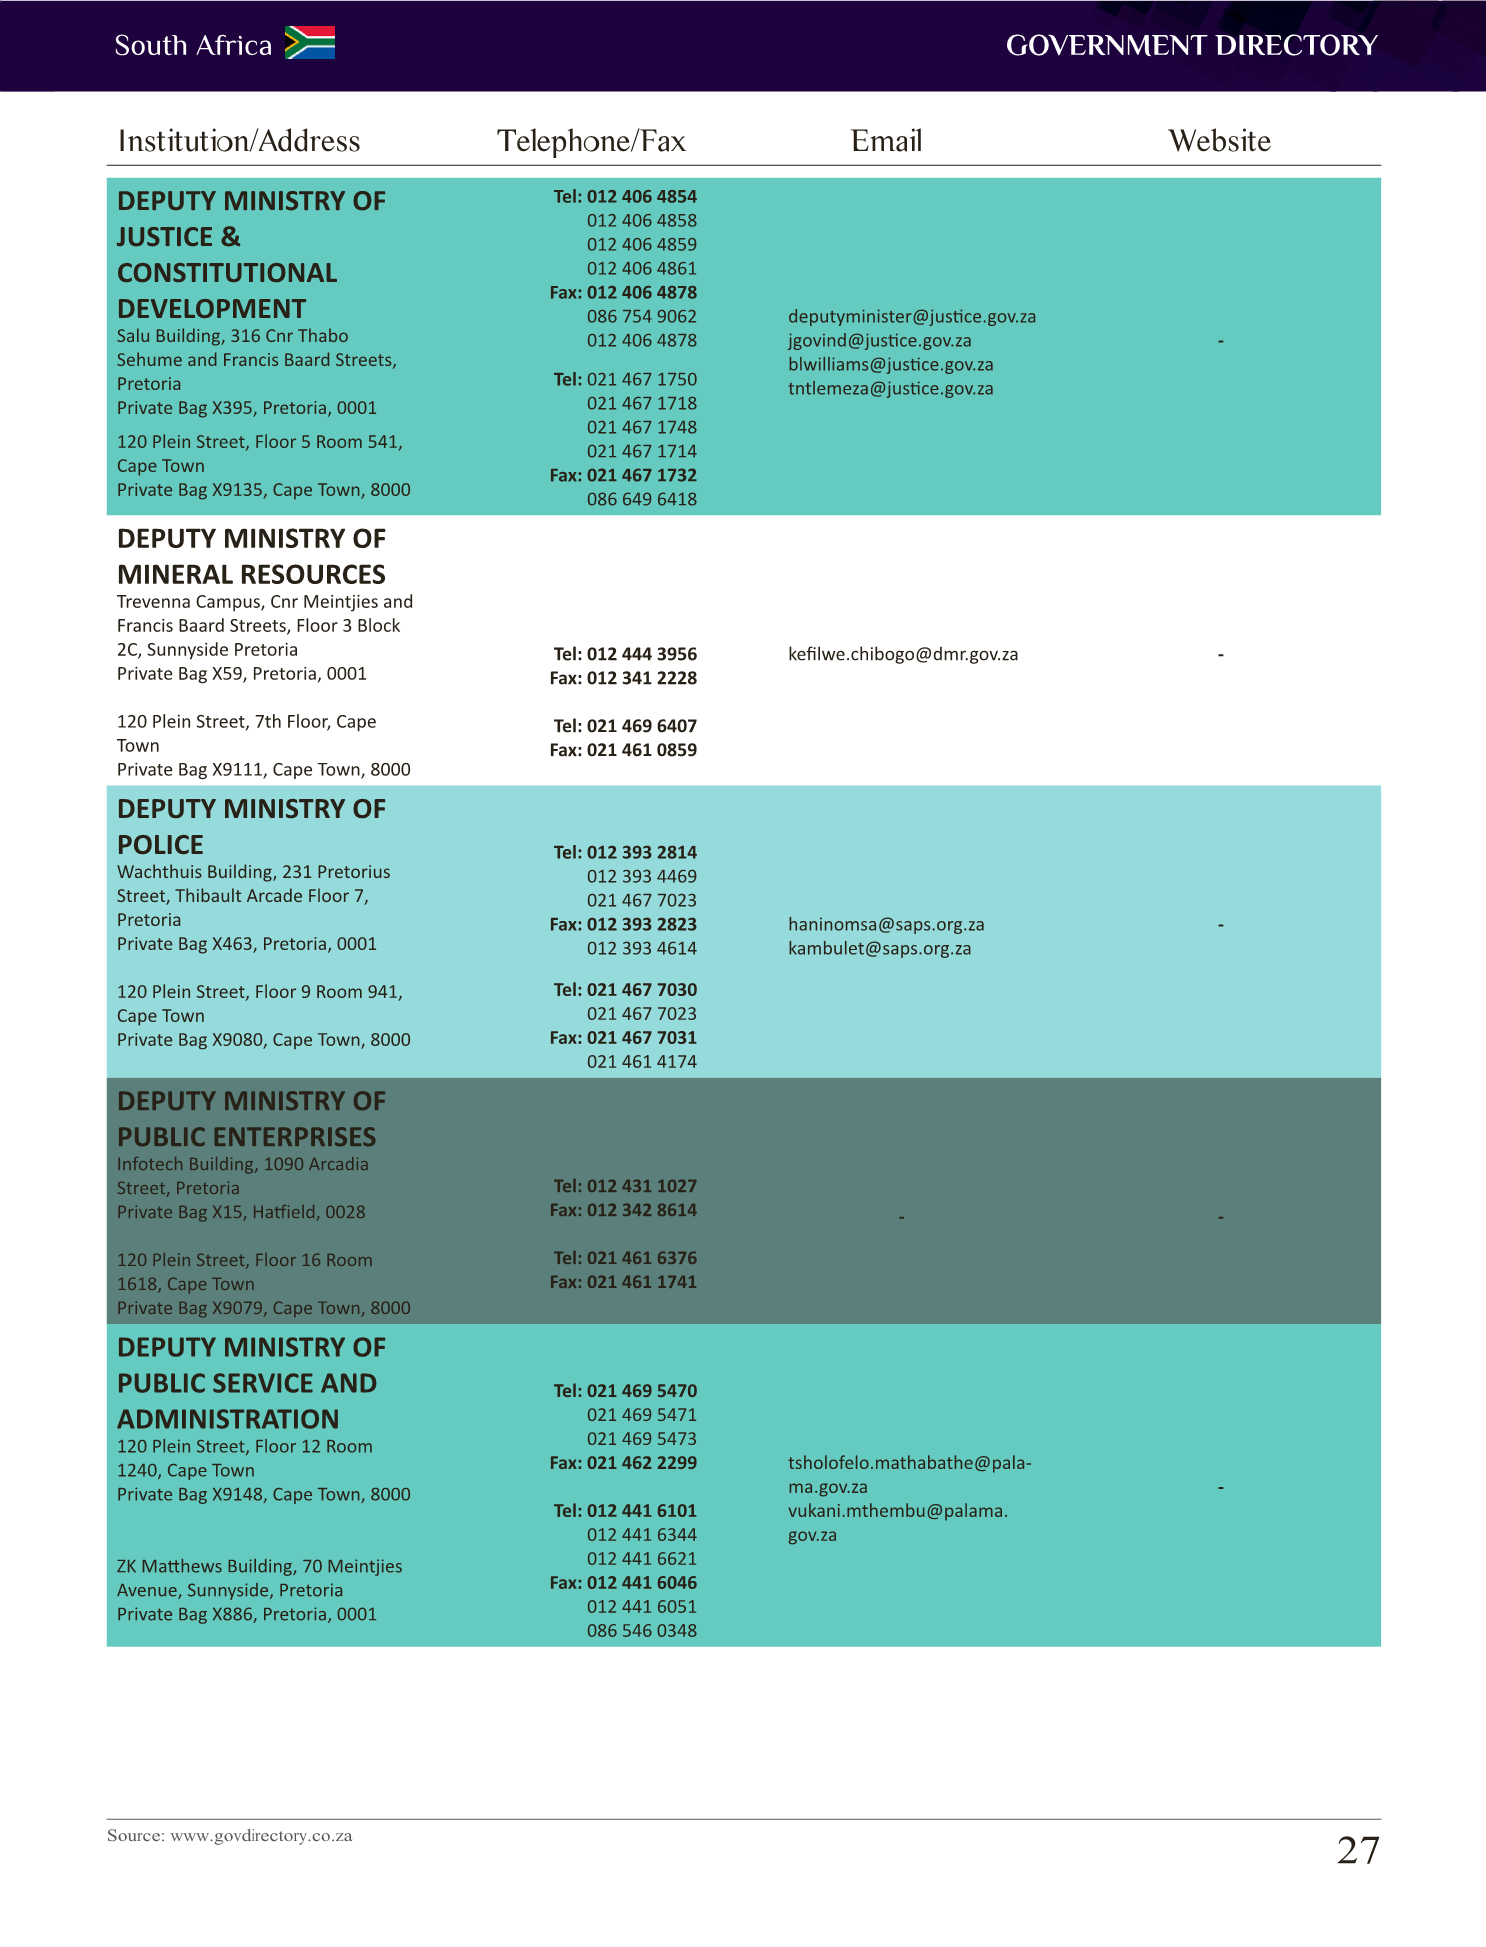 South Africa
GOVERNMENT DIRECTORY
Institution/Address
Telephone/Fax
Email
Website
DEPUTY MINISTRY OF
JUSTICE &
CONSTITUTIONAL
DEVELOPMENT
Salu Building, 316 Cnr Thabo
Sehume and Francis Baard Streets,
Pretoria
Private Bag X395, Pretoria, 0001
120 Plein Street, Floor 5 Room 541,
Cape Town
Private Bag X9135, Cape Town, 8000
Tel: 012 406 4854
012 406 4858
012 406 4859
012 406 4861
Fax: 012 406 4878
086 754 9062
012 406 4878
Tel: 021 467 1750
021 467 1718
021 467 1748
021 467 1714
Fax: 021 467 1732
086 649 6418
deputyminister@justice.gov.za
jgovind@justice.gov.za
blwilliams@justice.gov.za
tntlemeza@justice.gov.za
-
DEPUTY MINISTRY OF
MINERAL RESOURCES
Trevenna Campus, Cnr Meintjies and
Francis Baard Streets, Floor 3 Block
2C, Sunnyside Pretoria
Private Bag X59, Pretoria, 0001
120 Plein Street, 7th Floor, Cape
Town
Private Bag X9111, Cape Town, 8000
Tel: 012 444 3956
Fax: 012 341 2228
Tel: 021 469 6407
Fax: 021 461 0859
kefilwe.chibogo@dmr.gov.za
-
DEPUTY MINISTRY OF
POLICE
Wachthuis Building, 231 Pretorius
Street, Thibault Arcade Floor 7,
Pretoria
Private Bag X463, Pretoria, 0001
120 Plein Street, Floor 9 Room 941,
Cape Town
Private Bag X9080, Cape Town, 8000
Tel: 012 393 2814
012 393 4469
021 467 7023
Fax: 012 393 2823
012 393 4614
Tel: 021 467 7030
021 467 7023
Fax: 021 467 7031
021 461 4174
haninomsa@saps.org.za
kambulet@saps.org.za
-
DEPUTY MINISTRY OF
PUBLIC ENTERPRISES
Infotech Building, 1090 Arcadia
Street, Pretoria
Private Bag X15, Hatfield, 0028
120 Plein Street, Floor 16 Room
1618, Cape Town
Private Bag X9079, Cape Town, 8000
Tel: 012 431 1027
Fax: 012 342 8614
Tel: 021 461 6376
Fax: 021 461 1741
-
-
DEPUTY MINISTRY OF
PUBLIC SERVICE AND
ADMINISTRATION
120 Plein Street, Floor 12 Room
1240, Cape Town
Private Bag X9148, Cape Town, 8000
ZK Matthews Building, 70 Meintjies
Avenue, Sunnyside, Pretoria
Private Bag X886, Pretoria, 0001
Tel: 021 469 5470
021 469 5471
021 469 5473
Fax: 021 462 2299
Tel: 012 441 6101
012 441 6344
012 441 6621
Fax: 012 441 6046
012 441 6051
086 546 0348
tsholofelo.mathabathe@pala-
ma.gov.za
vukani.mthembu@palama.
gov.za
-
Source: www.govdirectory.co.za
27